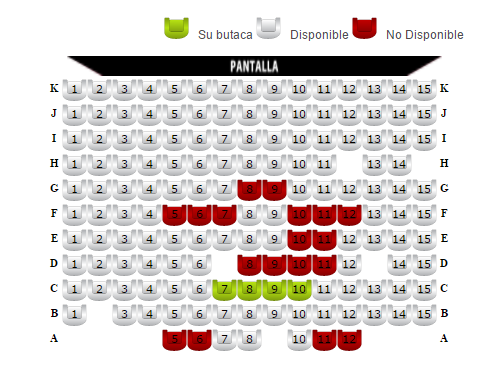 Su butaca Disponible No Disponible
PANTALLA
K 1 2 3 4 5 6 7 8 9 10 11 12 13 14 15 K
J 1 2 3 4 5 6 7 8 9 10 11 12 13 14 15 J
I 1 2 3 4 5 6 7 8 9 10 11 12 13 14 15 I
H 1 2 3 4 5 6 7 8 9 10 11 13 14 H
G 1 2 3 4 5 6 7 8 9 10 11 12 13 14 15 G
F 1 2 3 4 5 6 7 8 9 10 11 12 13 14 15 F
E 1 2 3 4 5 6 7 8 9 10 11 12 13 14 15 E
D 1 2 3 4 5 6 8 9 10 11 12 14 15 D
C 1 2 3 4 5 6 7 8 9 10 11 12 13 14 15 C
B 1 3 4 5 6 7 8 9 10 11 12 13 14 15 B
A 5 6 7 8 10 11 12 A